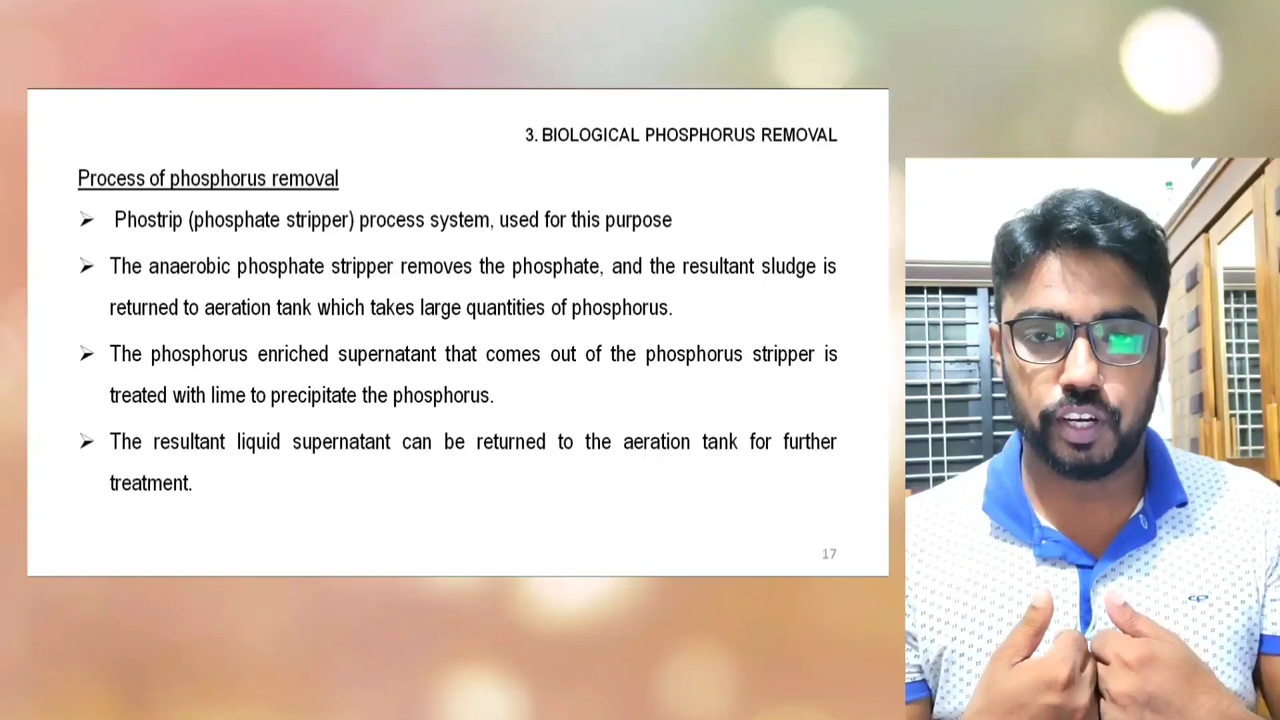 3. BIOLOGICAL PHOSPHORUS REMOVAL
Process of phosphorus removal
➢ Phostrip (phosphate stripper) process system, used for this purpose
➢ The anaerobic phosphate stripper removes the phosphate, and the resultant sludge is
returned to aeration tank which takes large quantities of phosphorus.
➢ The phosphorus enriched supernatant that comes out of the phosphorus stripper is
treated with lime to precipitate the phosphorus.
➢ The resultant liquid supernatant can be returned to the aeration tank for further
treatment.
17